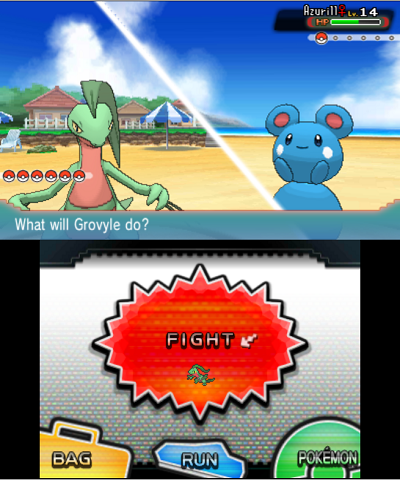 Azurill♀ Lv.14
HP
What will Grovyle do?
FIGHT
BAG
RUN
POKÉMON